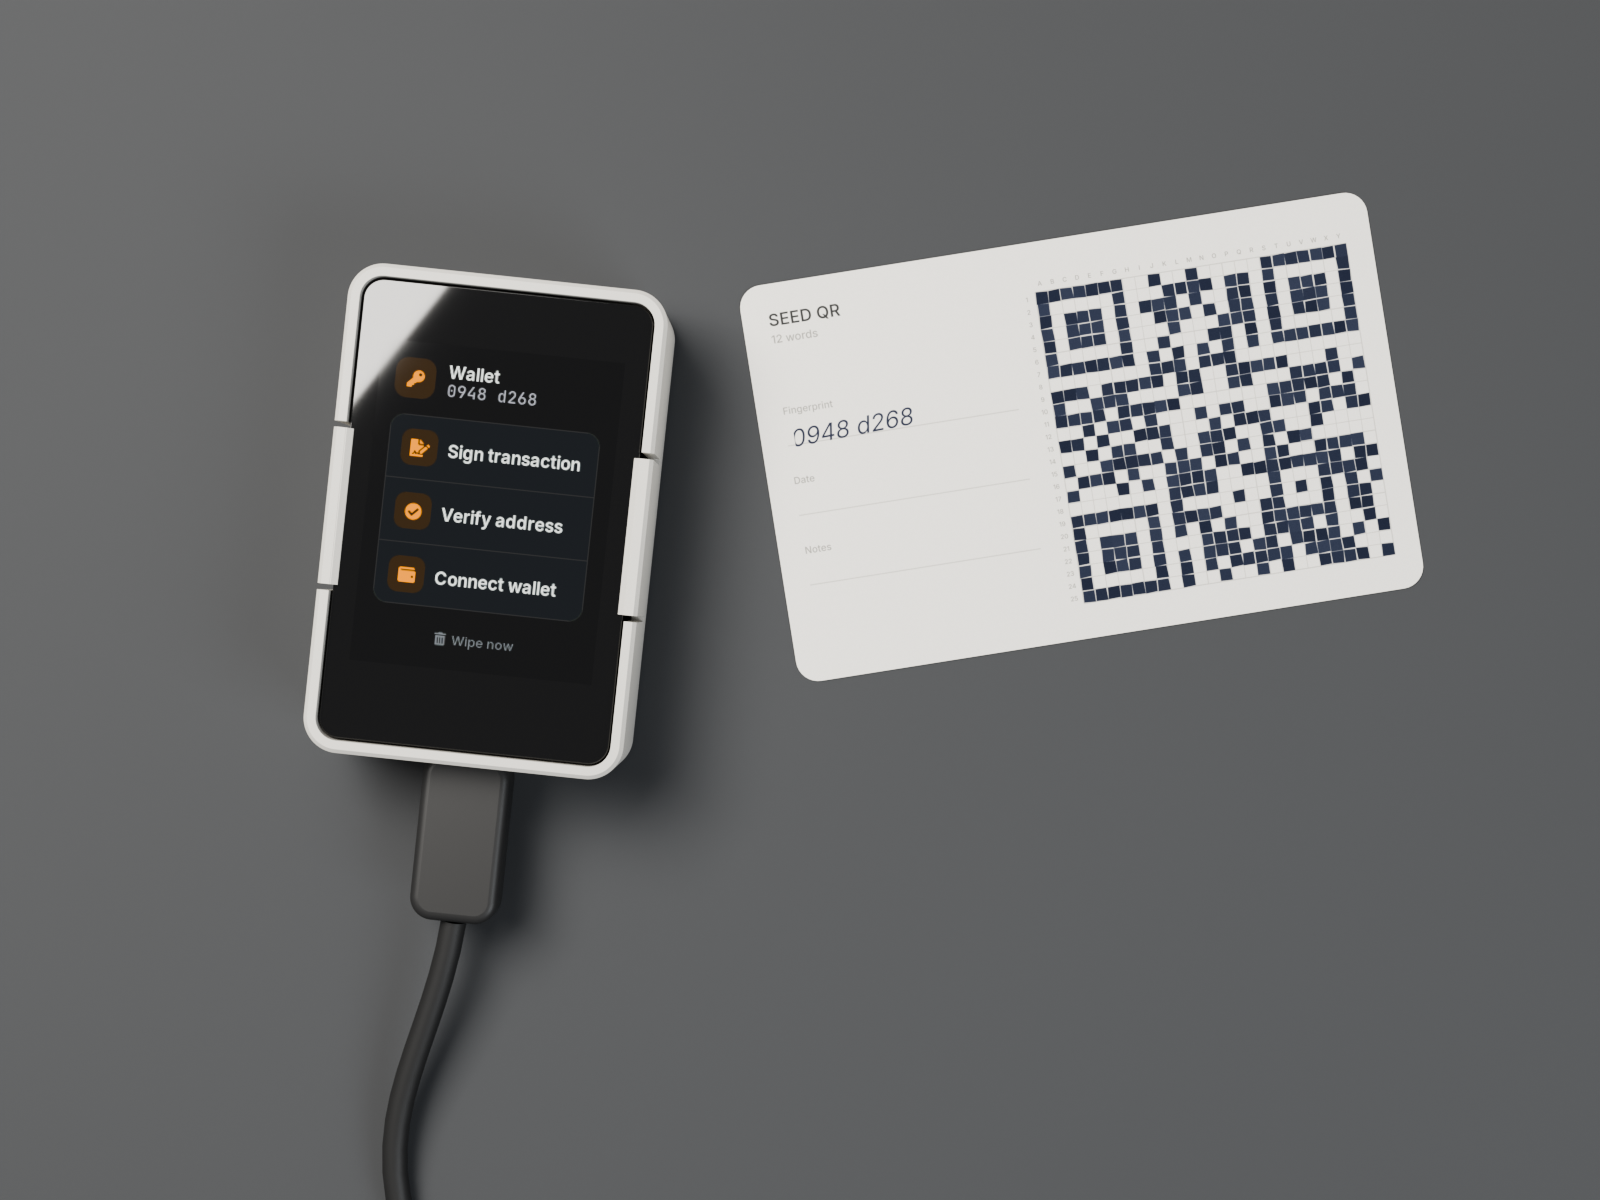 Wallet
0948 d268
Sign transaction
Verify address
Connect wallet
Wipe now
SEED QR
12 words
Fingerprint
0948 d268
Date
Notes